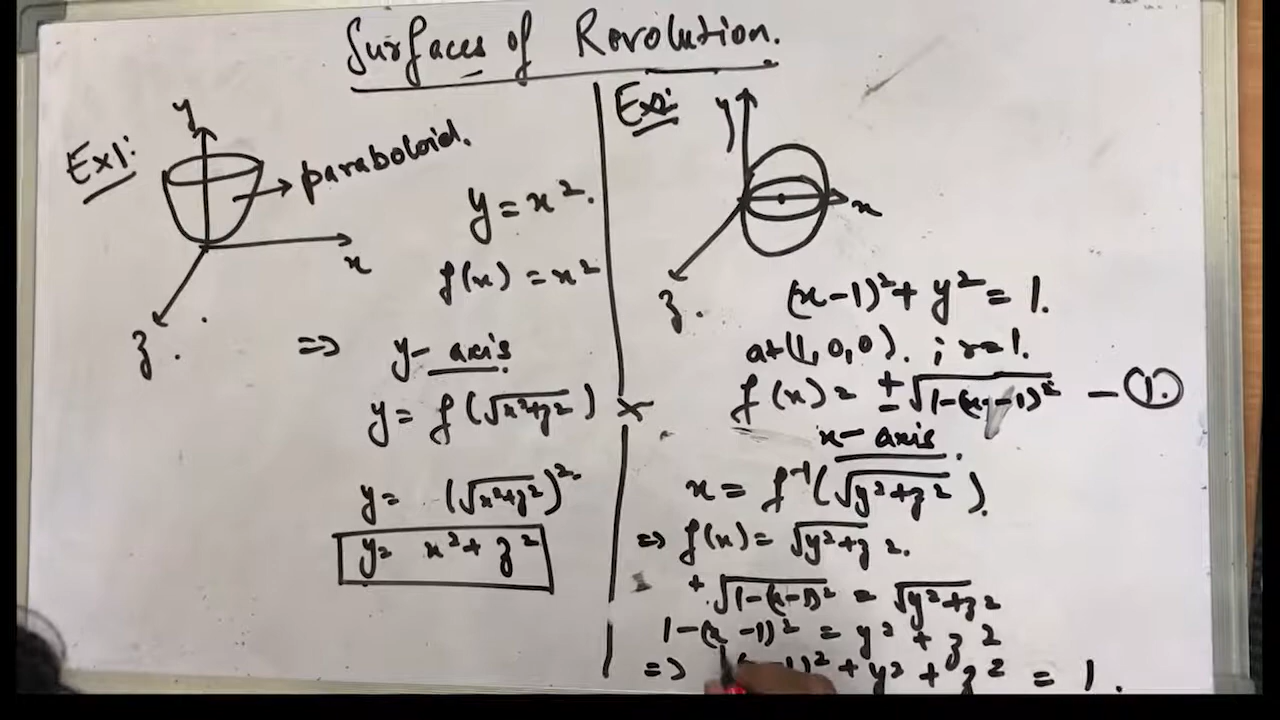 Surfaces of Revolution.
Ex1:
y
paraboloid.
x
z.
y = x².
f(x) = x²
⇒ y-axis
y = f(√x²+z²)
y = (√x²+z²)².
y = x² + z²
Ex2:
y
x
z.
(x-1)² + y² = 1.
at (1, 0, 0). ; r=1.
f(x) = ±√1-(x-1)² - ①.
x-axis.
x = f⁻¹(√y²+z²).
⇒ f(x) = √y²+z².
+√1-(x-1)² = √y²+z²
1-(x-1)² = y² + z²
⇒ -1)² + y² + z² = 1.